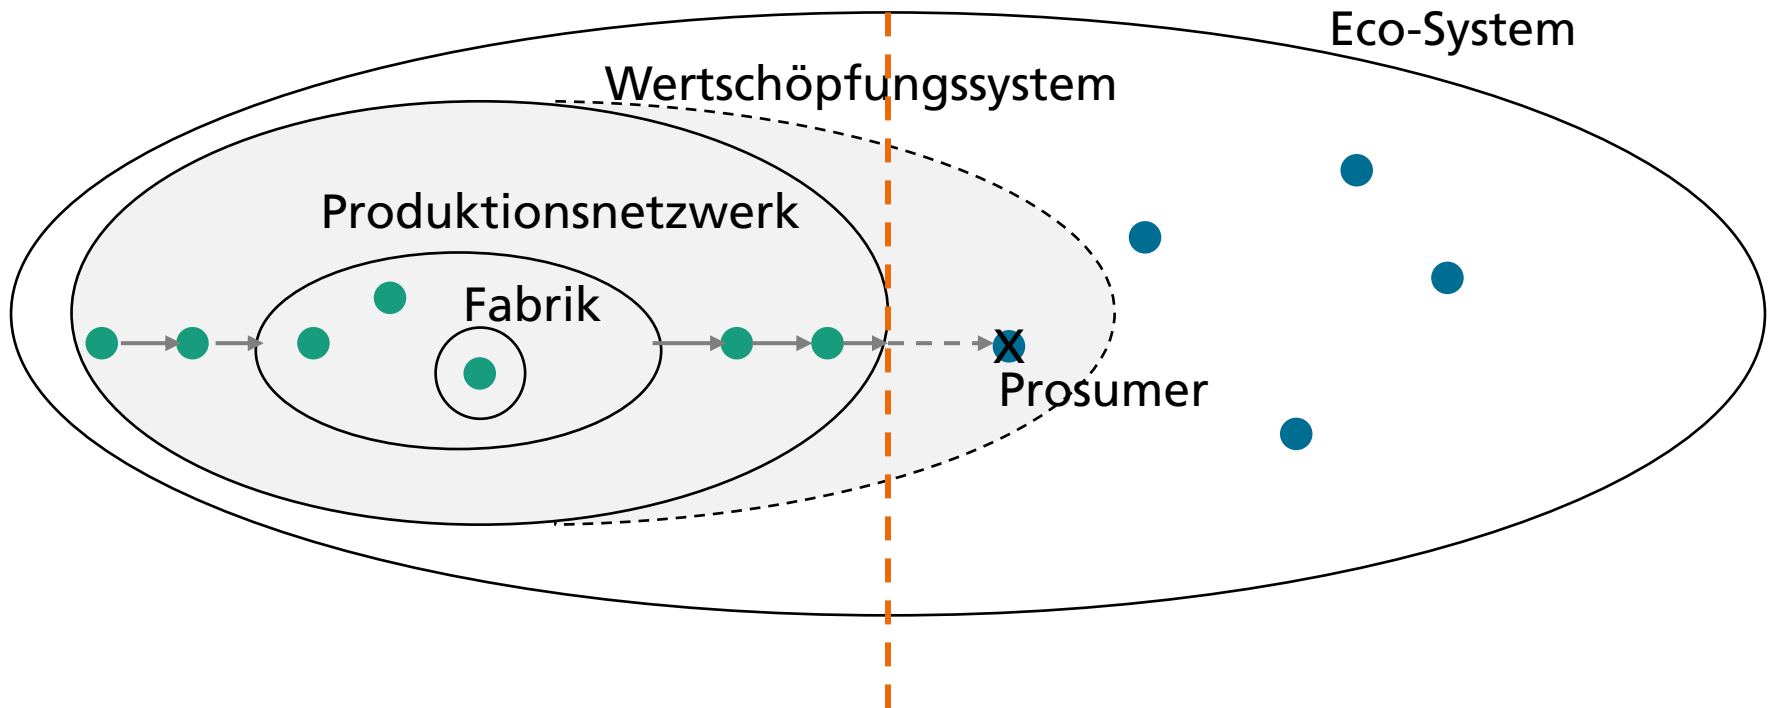 Eco-System
Wertschöpfungssystem
Produktionsnetzwerk
Fabrik
X
Prosumer